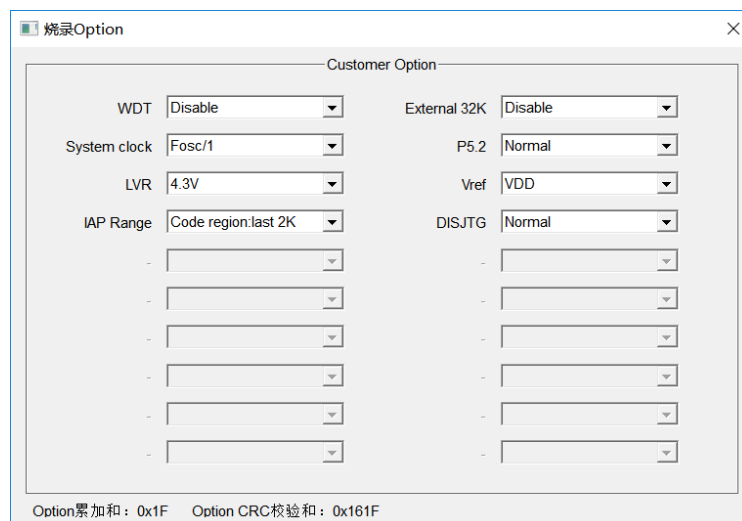 烧录Option
Customer Option
WDT Disable External 32K Disable
System clock Fosc/1 P5.2 Normal
LVR 4.3V Vref VDD
IAP Range Code region:last 2K DISJTG Normal
- -
- -
- -
- -
- -
- -
Option累加和：0x1F Option CRC校验和：0x161F